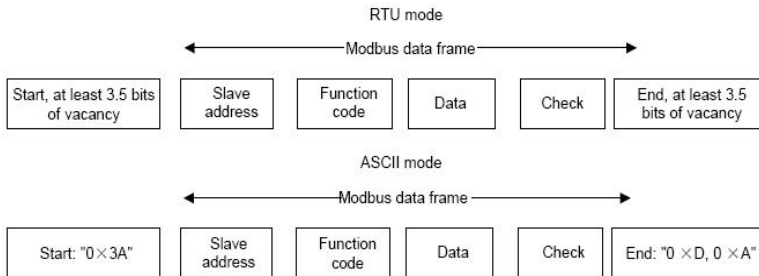 RTU mode
Modbus data frame
Start, at least 3.5 bits
of vacancy
Slave
address
Function
code
Data
Check
End, at least 3.5
bits of vacancy
ASCII mode
Modbus data frame
Start: "0×3A"
Slave
address
Function
code
Data
Check
End: "0 ×D, 0 ×A"